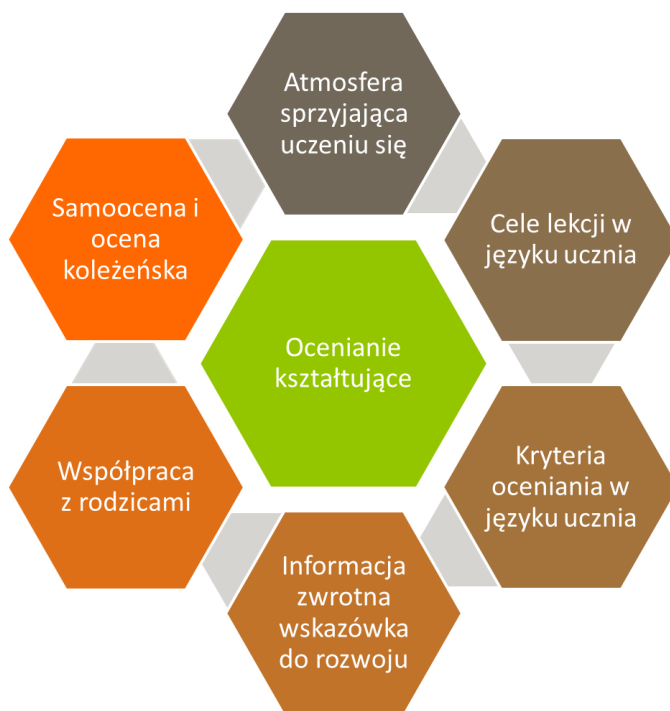 Atmosfera
sprzyjająca
uczeniu się
Cele lekcji w
języku ucznia
Kryteria
oceniania w
języku ucznia
Informacja
zwrotna
wskazówka
do rozwoju
Współpraca
z rodzicami
Samoocena i
ocena
koleżeńska
Ocenianie
kształtujące